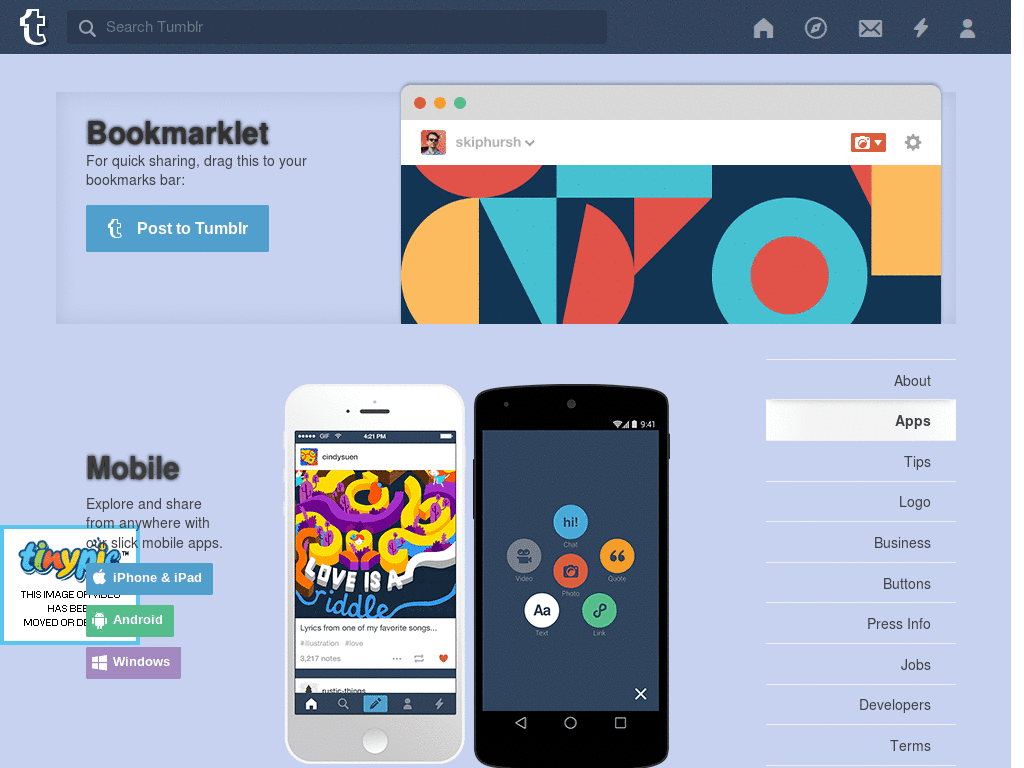 Search Tumblr
Bookmarklet
For quick sharing, drag this to your
bookmarks bar:
Post to Tumblr
skiphursh
About
Apps
Tips
Logo
Business
Buttons
Press Info
Jobs
Developers
Terms
Mobile
Explore and share
from anywhere with
our slick mobile apps.
tinypic™
THIS IMAGE OR VIDEO
HAS BEE
MOVED OR DE
iPhone & iPad
Android
Windows
GIF
4:21 PM
cindysuen
LOVE IS A
riddle
Lyrics from one of my favorite songs...
#illustration #love
3,217 notes
rustic-things
9:41
hi!
Chat
Video
Photo
Quote
Aa
Text
Link